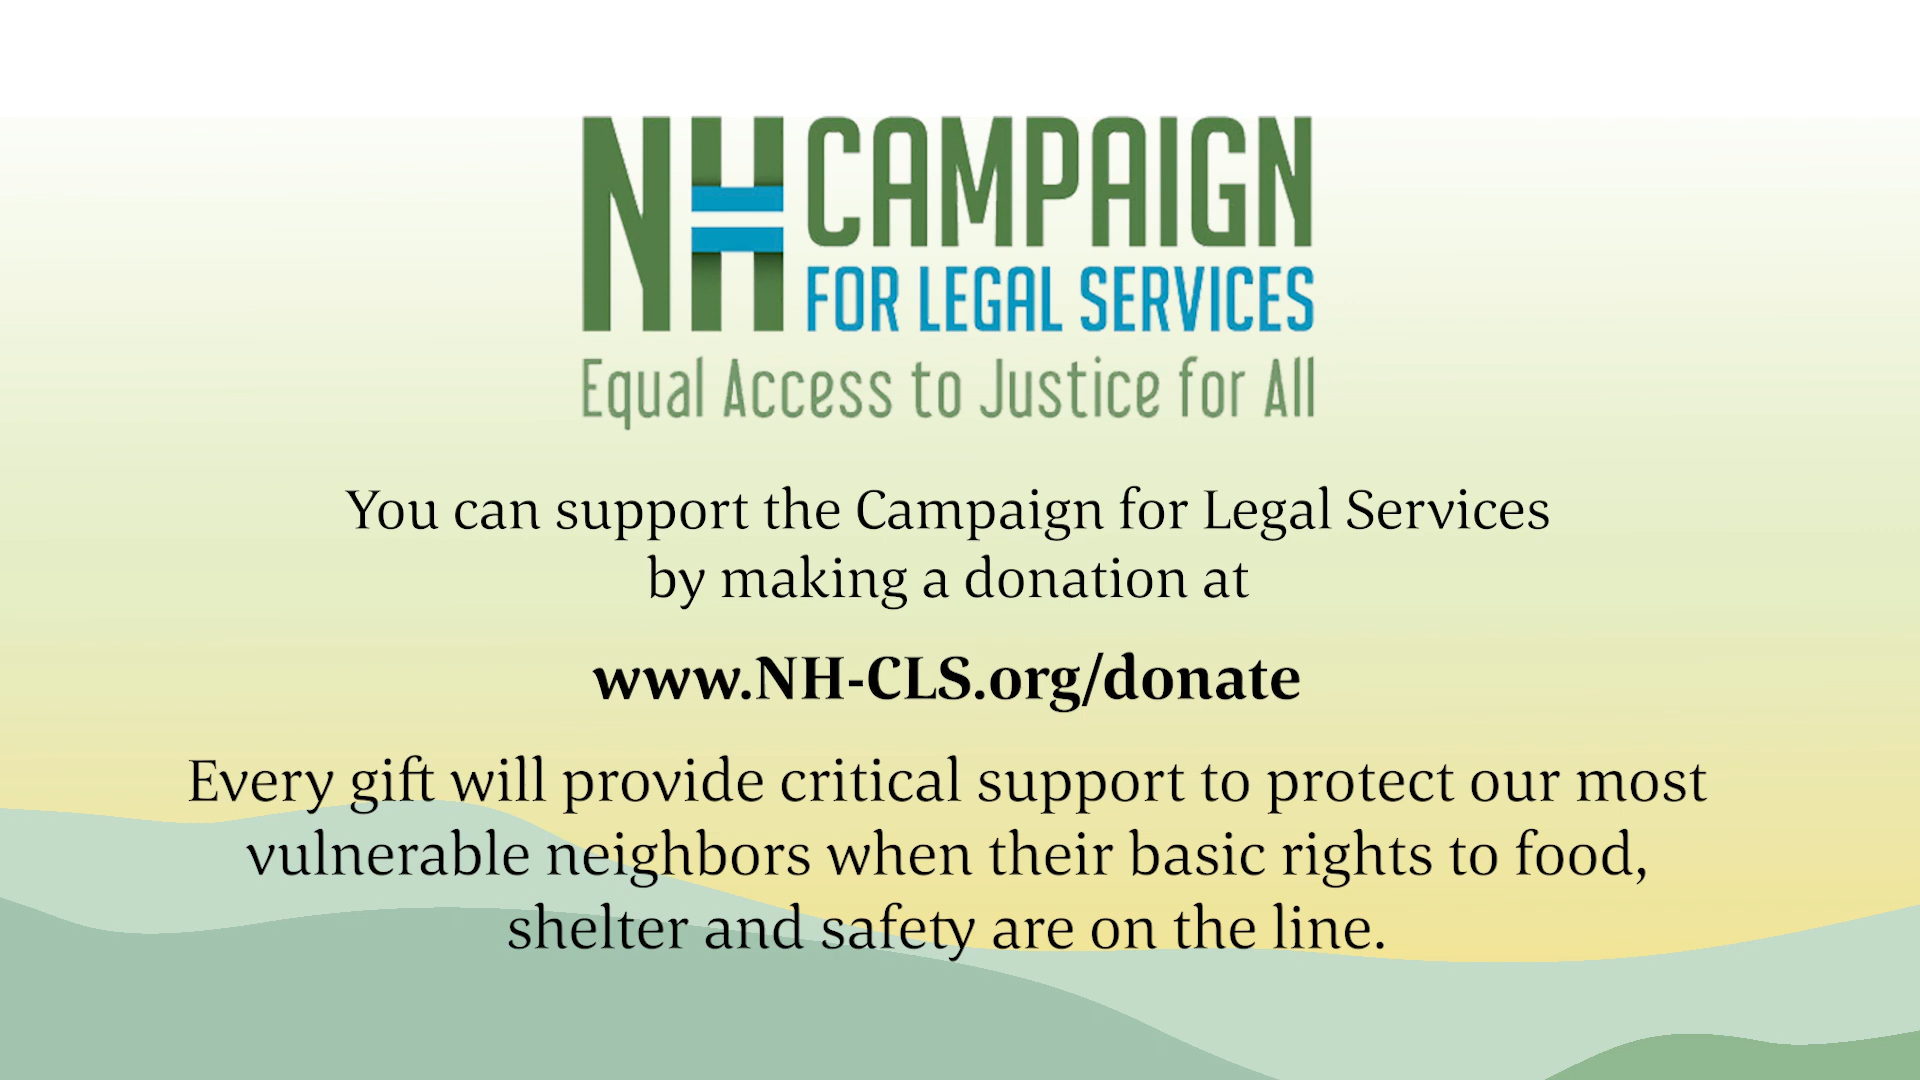 NH CAMPAIGN
FOR LEGAL SERVICES
Equal Access to Justice for All
You can support the Campaign for Legal Services
by making a donation at
www.NH-CLS.org/donate
Every gift will provide critical support to protect our most
vulnerable neighbors when their basic rights to food,
shelter and safety are on the line.